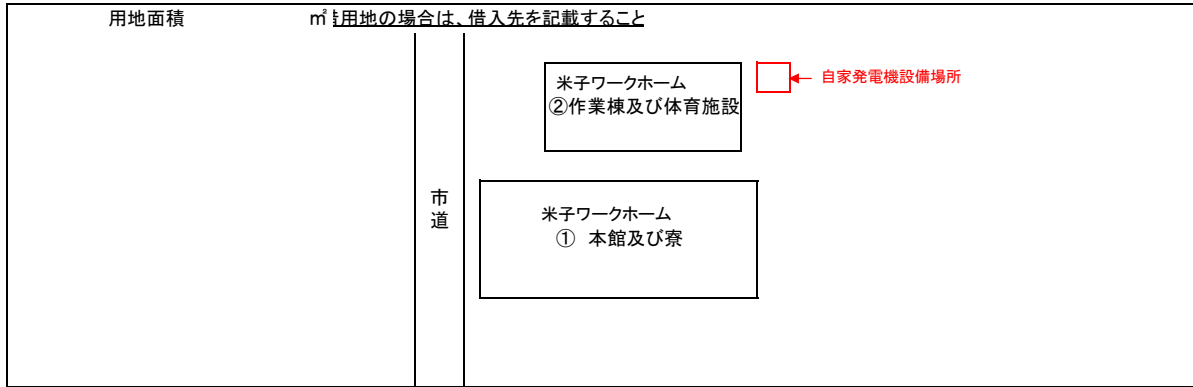 用地面積 ㎡ 用地の場合は、借入先を記載すること
米子ワークホーム
②作業棟及び体育施設
自家発電機設備場所
市道
米子ワークホーム
① 本館及び寮